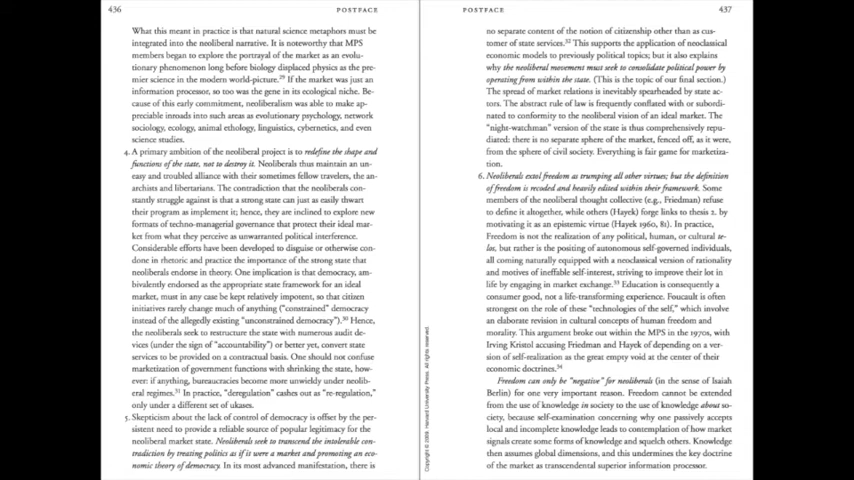 436
POSTFACE
What this meant in practice is that natural science metaphors must be
integrated into the neoliberal narrative. It is noteworthy that MPS
members began to explore the portrayal of the market as an evolu-
tionary phenomenon long before biology displaced physics as the pre-
mier science in the modern world-picture.29 If the market was just an
information processor, so too was the gene in its ecological niche. Be-
cause of this early commitment, neoliberalism was able to make ap-
preciable inroads into such areas as evolutionary psychology, network
sociology, ecology, animal ethology, linguistics, cybernetics, and even
science studies.
4. A primary ambition of the neoliberal project is to redefine the shape and
functions of the state, not to destroy it. Neoliberals thus maintain an un-
easy and troubled alliance with their sometimes fellow travelers, the an-
archists and libertarians. The contradiction that the neoliberals con-
stantly struggle against is that a strong state can just as easily thwart
their program as implement it; hence, they are inclined to explore new
formats of techno-managerial governance that protect their ideal mar-
ket from what they perceive as unwarranted political interference.
Considerable efforts have been developed to disguise or otherwise con-
done in rhetoric and practice the importance of the strong state that
neoliberals endorse in theory. One implication is that democracy, am-
bivalently endorsed as the appropriate state framework for an ideal
market, must in any case be kept relatively impotent, so that citizen
initiatives rarely change much of anything (“constrained” democracy
instead of the allegedly existing “unconstrained democracy”).30 Hence,
the neoliberals seek to restructure the state with numerous audit de-
vices (under the sign of “accountability”) or better yet, convert state
services to be provided on a contractual basis. One should not confuse
marketization of government functions with shrinking the state, how-
ever: if anything, bureaucracies become more unwieldy under neolib-
eral regimes.31 In practice, “deregulation” cashes out as “re-regulation,”
only under a different set of ukases.
5. Skepticism about the lack of control of democracy is offset by the per-
sistent need to provide a reliable source of popular legitimacy for the
neoliberal market state. Neoliberals seek to transcend the intolerable con-
tradiction by treating politics as if it were a market and promoting an eco-
nomic theory of democracy. In its most advanced manifestation, there is
Copyright © 2009. Harvard University Press. All rights reserved.
POSTFACE
437
no separate content of the notion of citizenship other than as cus-
tomer of state services.32 This supports the application of neoclassical
economic models to previously political topics; but it also explains
why the neoliberal movement must seek to consolidate political power by
operating from within the state. (This is the topic of our final section.)
The spread of market relations is inevitably spearheaded by state ac-
tors. The abstract rule of law is frequently conflated with or subordi-
nated to conformity to the neoliberal vision of an ideal market. The
“night-watchman” version of the state is thus comprehensively repu-
diated: there is no separate sphere of the market, fenced off, as it were,
from the sphere of civil society. Everything is fair game for marketiza-
tion.
6. Neoliberals extol freedom as trumping all other virtues; but the definition
of freedom is recoded and heavily edited within their framework. Some
members of the neoliberal thought collective (e.g., Friedman) refuse
to define it altogether, while others (Hayek) forge links to thesis 2, by
motivating it as an epistemic virtue (Hayek 1960, 81). In practice,
Freedom is not the realization of any political, human, or cultural te-
los, but rather is the positing of autonomous self-governed individuals,
all coming naturally equipped with a neoclassical version of rationality
and motives of ineffable self-interest, striving to improve their lot in
life by engaging in market exchange.33 Education is consequently a
consumer good, not a life-transforming experience. Foucault is often
strongest on the role of these “technologies of the self,” which involve
an elaborate revision in cultural concepts of human freedom and
morality. This argument broke out within the MPS in the 1970s, with
Irving Kristol accusing Friedman and Hayek of depending on a ver-
sion of self-realization as the great empty void at the center of their
economic doctrines.34
Freedom can only be “negative” for neoliberals (in the sense of Isaiah
Berlin) for one very important reason. Freedom cannot be extended
from the use of knowledge in society to the use of knowledge about so-
ciety, because self-examination concerning why one passively accepts
local and incomplete knowledge leads to contemplation of how market
signals create some forms of knowledge and squelch others. Knowledge
then assumes global dimensions, and this undermines the key doctrine
of the market as transcendental superior information processor.